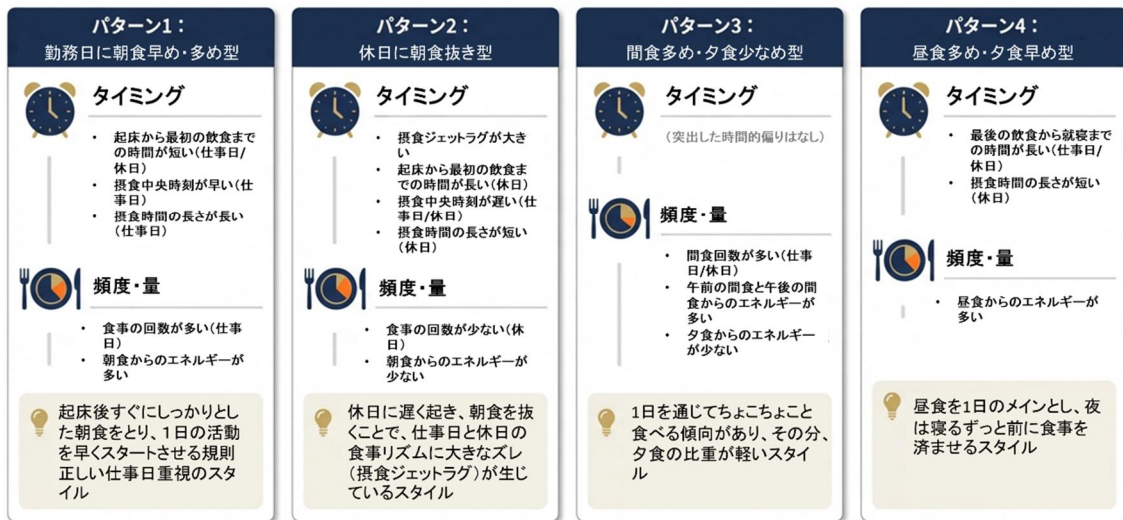 パターン1：
勤務日に朝食早め・多め型
タイミング
• 起床から最初の飲食まで
の時間が短い（仕事日/
休日）
• 摂食中央時刻が早い（仕
事日）
• 摂食時間の長さが長い
（仕事日）
頻度・量
• 食事の回数が多い（仕事
日）
• 朝食からのエネルギーが
多い
起床後すぐにしっかりとし
た朝食をとり、1日の活動
を早くスタートさせる規則
正しい仕事日重視のスタ
イル
パターン2：
休日に朝食抜き型
タイミング
• 摂食ジェットラグが大き
い
• 起床から最初の飲食ま
での時間が長い（休日）
• 摂食中央時刻が遅い（仕
事日/休日）
• 摂食時間の長さが短い
（休日）
頻度・量
• 食事の回数が少ない（休
日）
• 朝食からのエネルギーが
少ない
休日に遅く起き、朝食を抜
くことで、仕事日と休日の
食事リズムに大きなズレ
（摂食ジェットラグ）が生じ
ているスタイル
パターン3：
間食多め・夕食少なめ型
タイミング
（突出した時間的偏りはなし）
頻度・量
• 間食回数が多い（仕事
日/休日）
• 午前の間食と午後の間
食からのエネルギーが
多い
• 夕食からのエネルギー
が少ない
1日を通じてちょこちょこと
食べる傾向があり、その分、
夕食の比重が軽いスタイ
ル
パターン4：
昼食多め・夕食早め型
タイミング
• 最後の飲食から就寝まで
の時間が長い（仕事日/
休日）
• 摂食時間の長さが短い
（休日）
頻度・量
• 昼食からのエネルギーが
多い
昼食を1日のメインとし、夜
は寝るずっと前に食事を
済ませるスタイル